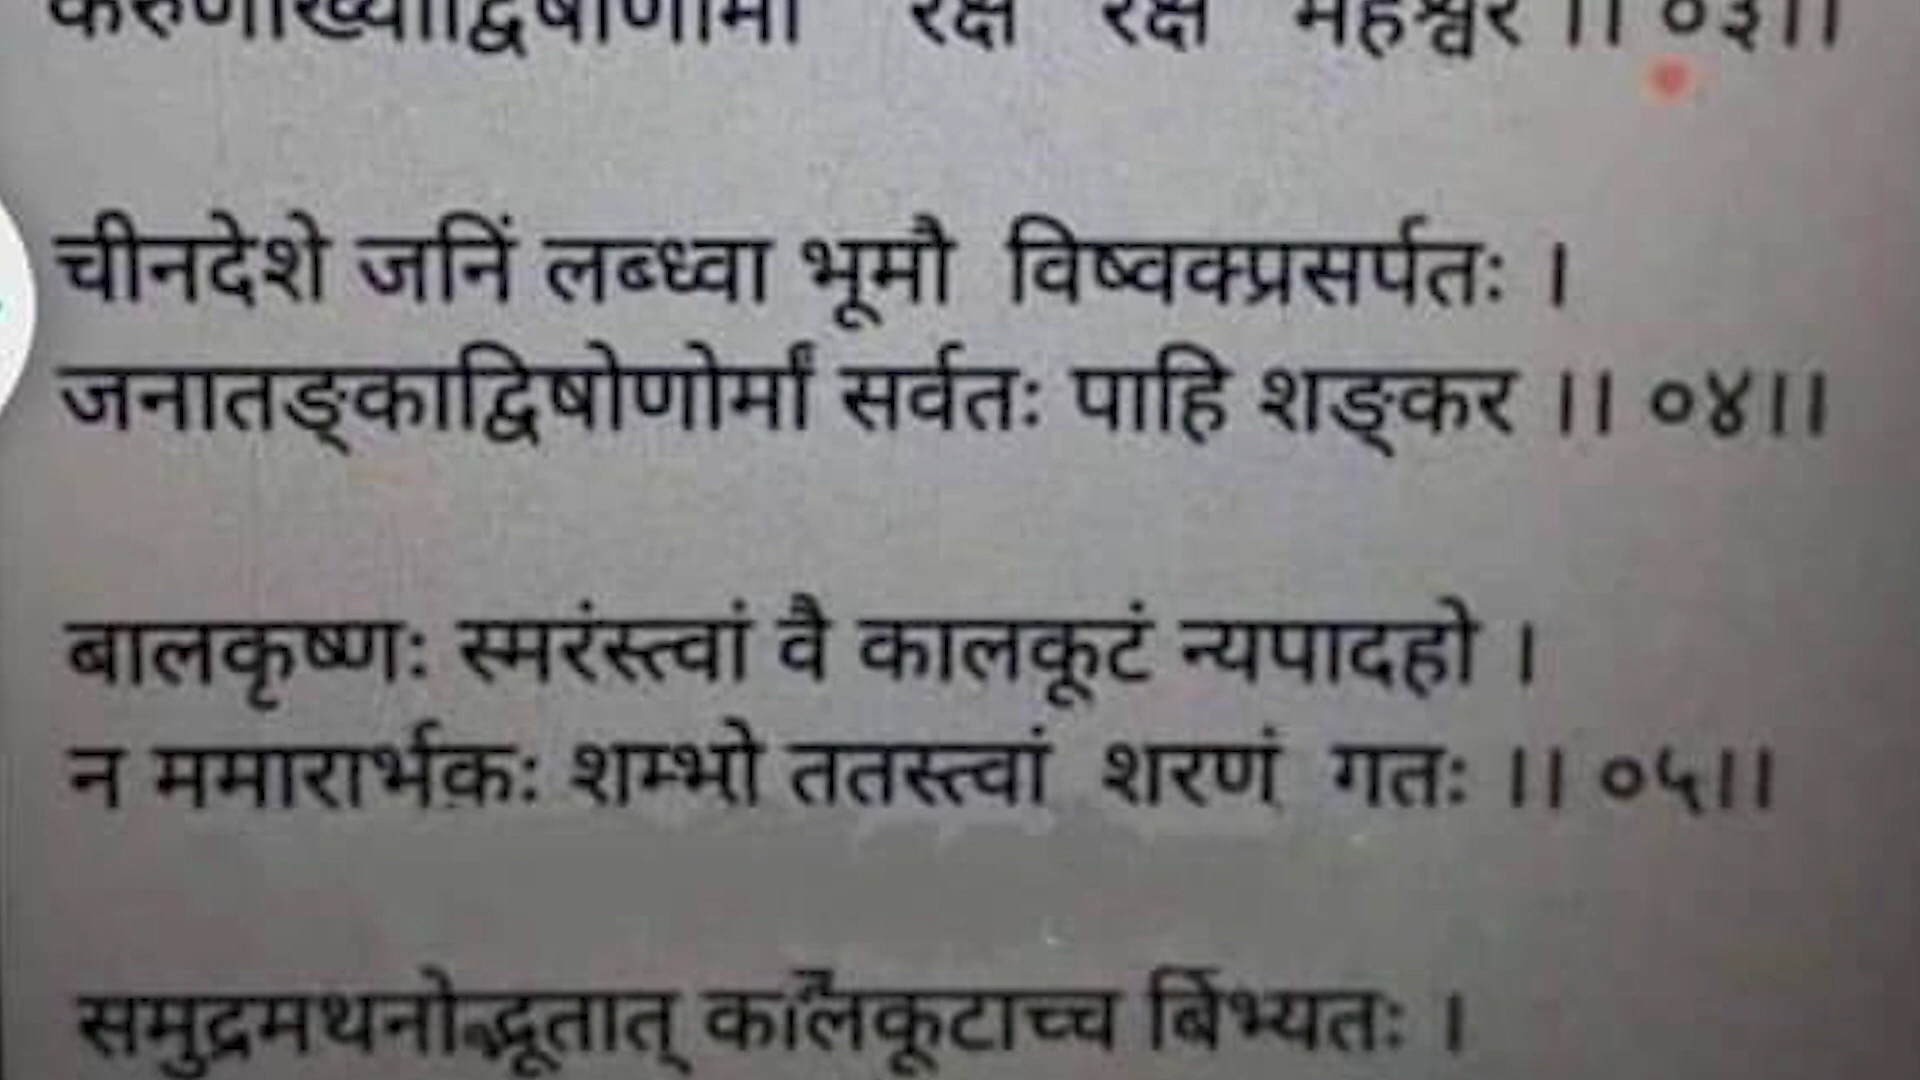 करुणाख्याद्विषाणोर्मां रक्ष रक्ष महेश्वर ।। ०३।।
चीनदेशे जनिं लब्ध्वा भूमौ विष्वक्प्रसर्पतः ।
जनातङ्काद्विषोणोर्मां सर्वतः पाहि शङ्कर ।। ०४।।
बालकृष्णः स्मरंस्त्वां वै कालकूटं न्यपादहो ।
न ममारार्भकः शम्भो ततस्त्वां शरणं गतः ।। ०५।।
समुद्रमथनोद्भूतात् कालकूटाच्च बिभ्यतः ।